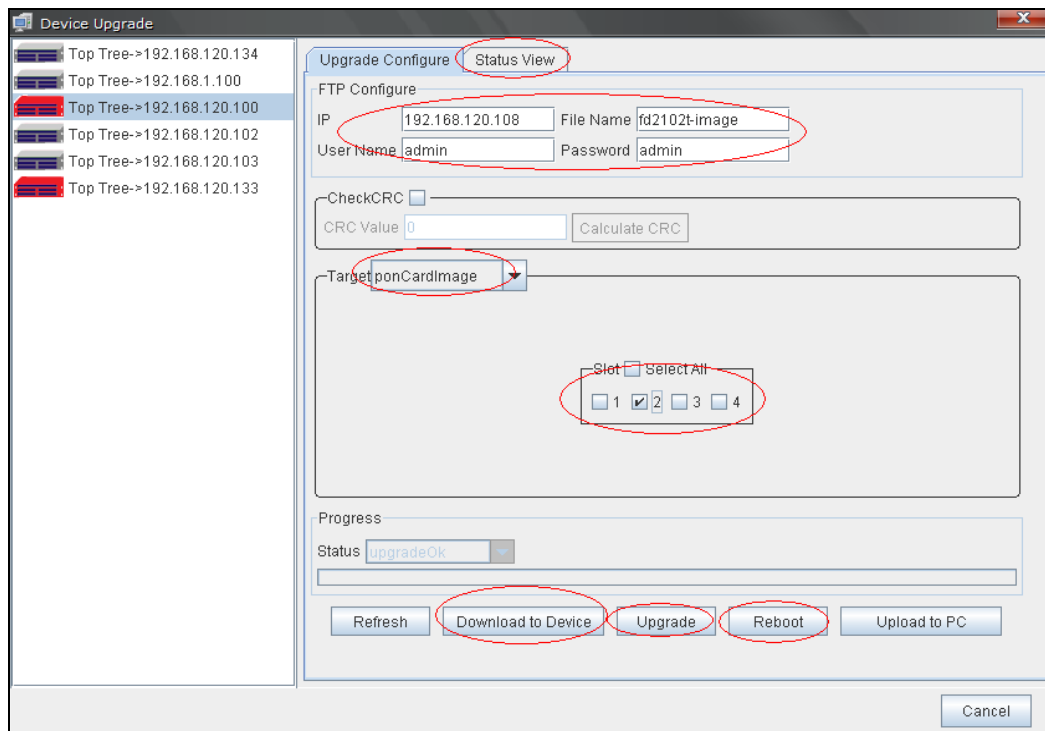 Device Upgrade
Top Tree->192.168.120.134
Top Tree->192.168.1.100
Top Tree->192.168.120.100
Top Tree->192.168.120.102
Top Tree->192.168.120.103
Top Tree->192.168.120.133
Upgrade Configure Status View
FTP Configure
IP 192.168.120.108 File Name fd2102t-image
User Name admin Password admin
CheckCRC
CRC Value 0 Calculate CRC
Target ponCardImage
Slot Select All
1 2 3 4
Progress
Status upgradeOk
Refresh Download to Device Upgrade Reboot Upload to PC
Cancel